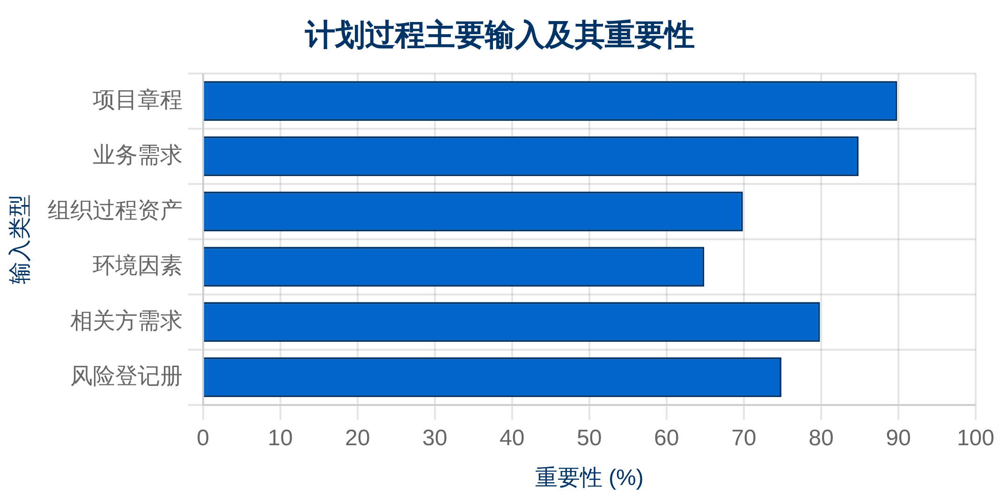 计划过程主要输入及其重要性
输入类型
项目章程
业务需求
组织过程资产
环境因素
相关方需求
风险登记册
0 10 20 30 40 50 60 70 80 90 100
重要性 (%)